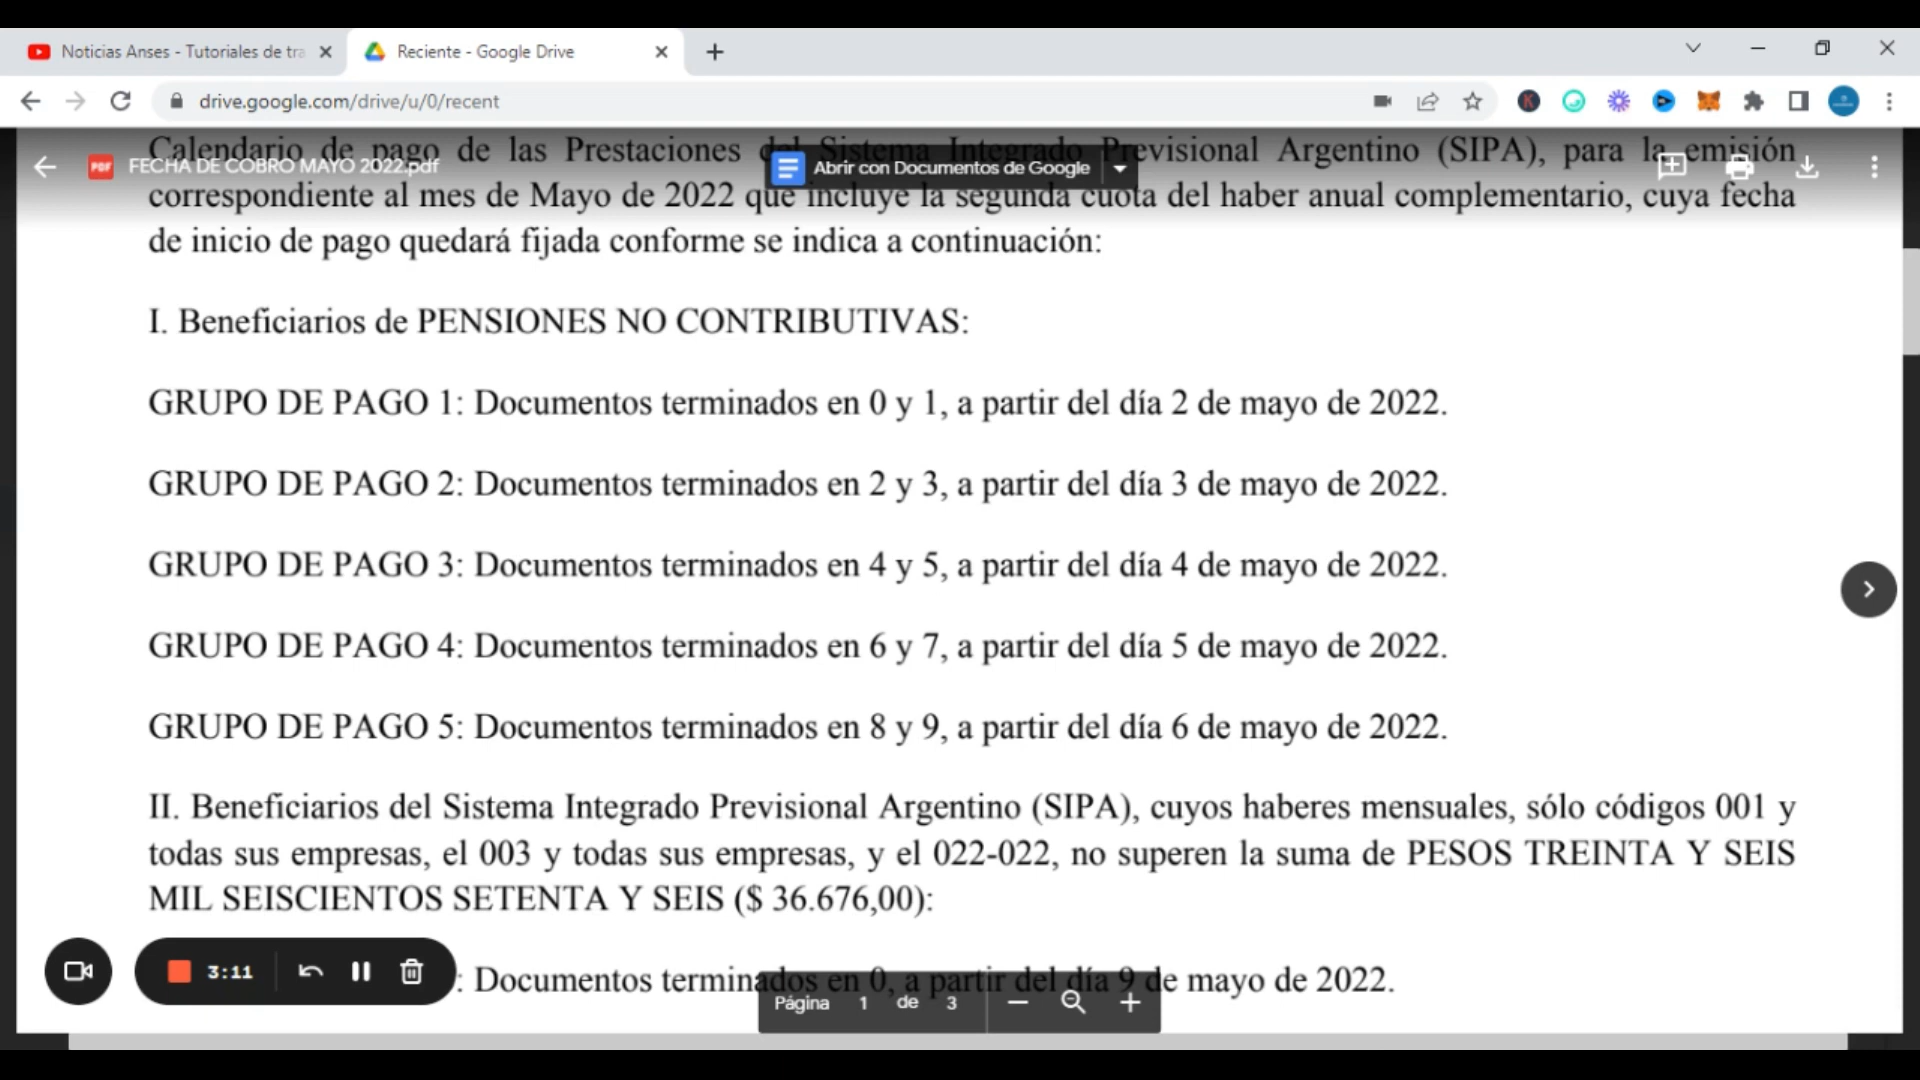 Noticias Anses - Tutoriales de tra
Reciente - Google Drive
drive.google.com/drive/u/0/recent
Calendario de pago de las Prestaciones del Sistema Integrado Previsional Argentino (SIPA), para la emisión
PDF
FECHA DE COBRO MAYO 2022.pdf
Abrir con Documentos de Google
correspondiente al mes de Mayo de 2022 que incluye la segunda cuota del haber anual complementario, cuya fecha
de inicio de pago quedará fijada conforme se indica a continuación:
I. Beneficiarios de PENSIONES NO CONTRIBUTIVAS:
GRUPO DE PAGO 1: Documentos terminados en 0 y 1, a partir del día 2 de mayo de 2022.
GRUPO DE PAGO 2: Documentos terminados en 2 y 3, a partir del día 3 de mayo de 2022.
GRUPO DE PAGO 3: Documentos terminados en 4 y 5, a partir del día 4 de mayo de 2022.
GRUPO DE PAGO 4: Documentos terminados en 6 y 7, a partir del día 5 de mayo de 2022.
GRUPO DE PAGO 5: Documentos terminados en 8 y 9, a partir del día 6 de mayo de 2022.
II. Beneficiarios del Sistema Integrado Previsional Argentino (SIPA), cuyos haberes mensuales, sólo códigos 001 y
todas sus empresas, el 003 y todas sus empresas, y el 022-022, no superen la suma de PESOS TREINTA Y SEIS
MIL SEISCIENTOS SETENTA Y SEIS ($ 36.676,00):
3:11
: Documentos terminados en 0, a partir del día 9 de mayo de 2022.
Página 1 de 3